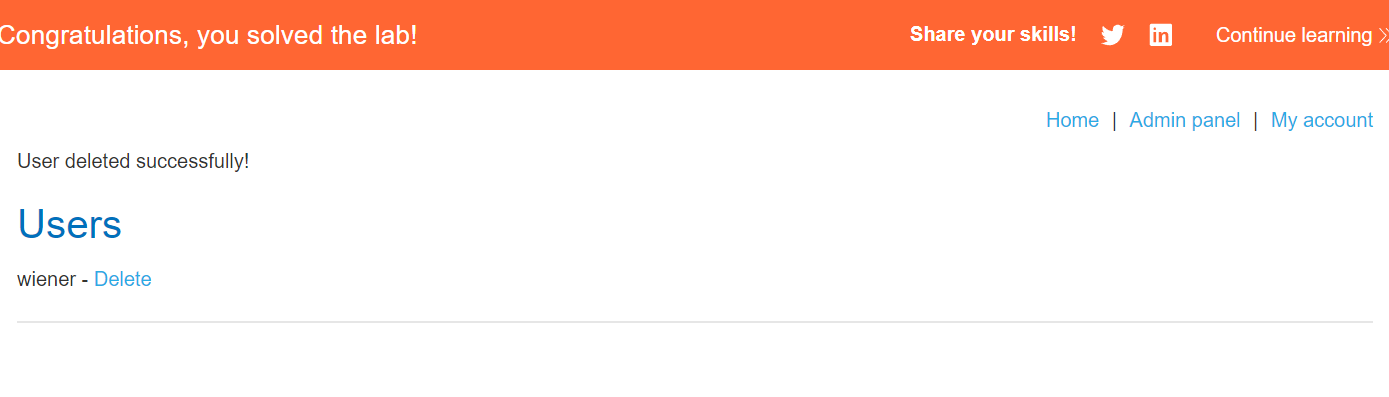 Congratulations, you solved the lab!
Share your skills!
Continue learning
Home | Admin panel | My account
User deleted successfully!
Users
wiener - Delete